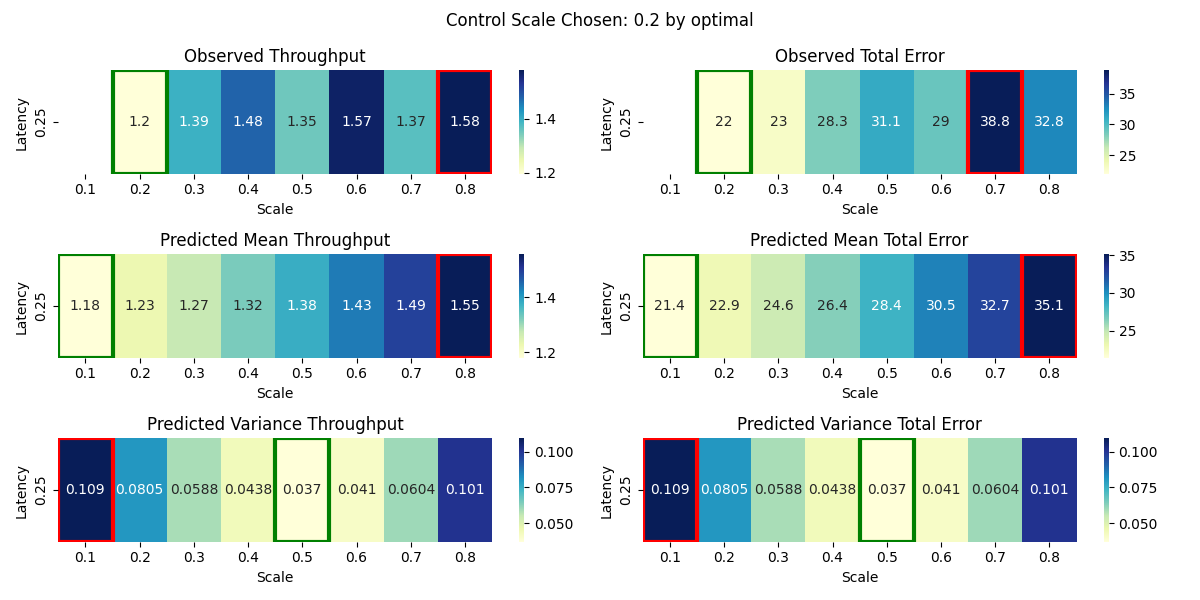 Control Scale Chosen: 0.2 by optimal
Observed Throughput
Latency
0.25
1.2 1.39 1.48 1.35 1.57 1.37 1.58
0.1 0.2 0.3 0.4 0.5 0.6 0.7 0.8
Scale
1.4
1.2
Observed Total Error
Latency
0.25
22 23 28.3 31.1 29 38.8 32.8
0.1 0.2 0.3 0.4 0.5 0.6 0.7 0.8
Scale
35
30
25
Predicted Mean Throughput
Latency
0.25
1.18 1.23 1.27 1.32 1.38 1.43 1.49 1.55
0.1 0.2 0.3 0.4 0.5 0.6 0.7 0.8
Scale
1.4
1.2
Predicted Mean Total Error
Latency
0.25
21.4 22.9 24.6 26.4 28.4 30.5 32.7 35.1
0.1 0.2 0.3 0.4 0.5 0.6 0.7 0.8
Scale
35
30
25
Predicted Variance Throughput
Latency
0.25
0.109 0.0805 0.0588 0.0438 0.037 0.041 0.0604 0.101
0.1 0.2 0.3 0.4 0.5 0.6 0.7 0.8
Scale
0.100
0.075
0.050
Predicted Variance Total Error
Latency
0.25
0.109 0.0805 0.0588 0.0438 0.037 0.041 0.0604 0.101
0.1 0.2 0.3 0.4 0.5 0.6 0.7 0.8
Scale
0.100
0.075
0.050